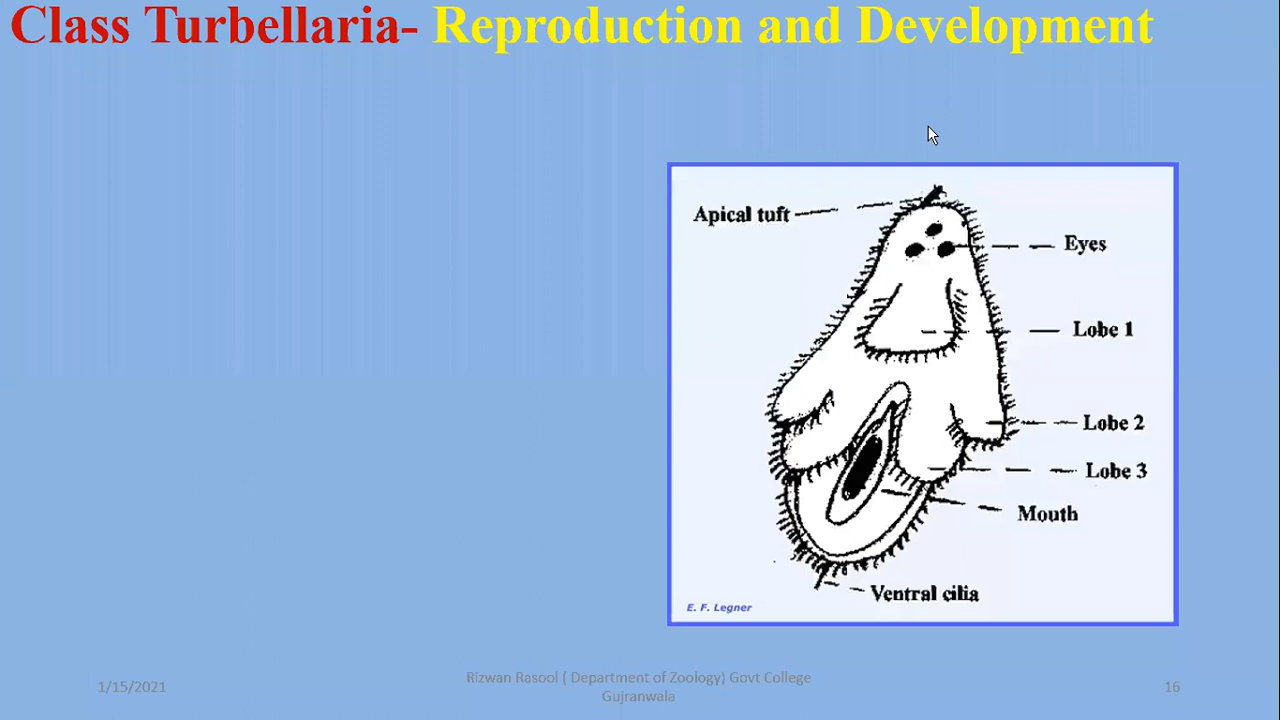 Class Turbellaria- Reproduction and Development
Apical tuft
Eyes
Lobe 1
Lobe 2
Lobe 3
Mouth
Ventral cilia
E. F. Legner
1/15/2021
Rizwan Rasool ( Department of Zoology) Govt College
Gujranwala
16